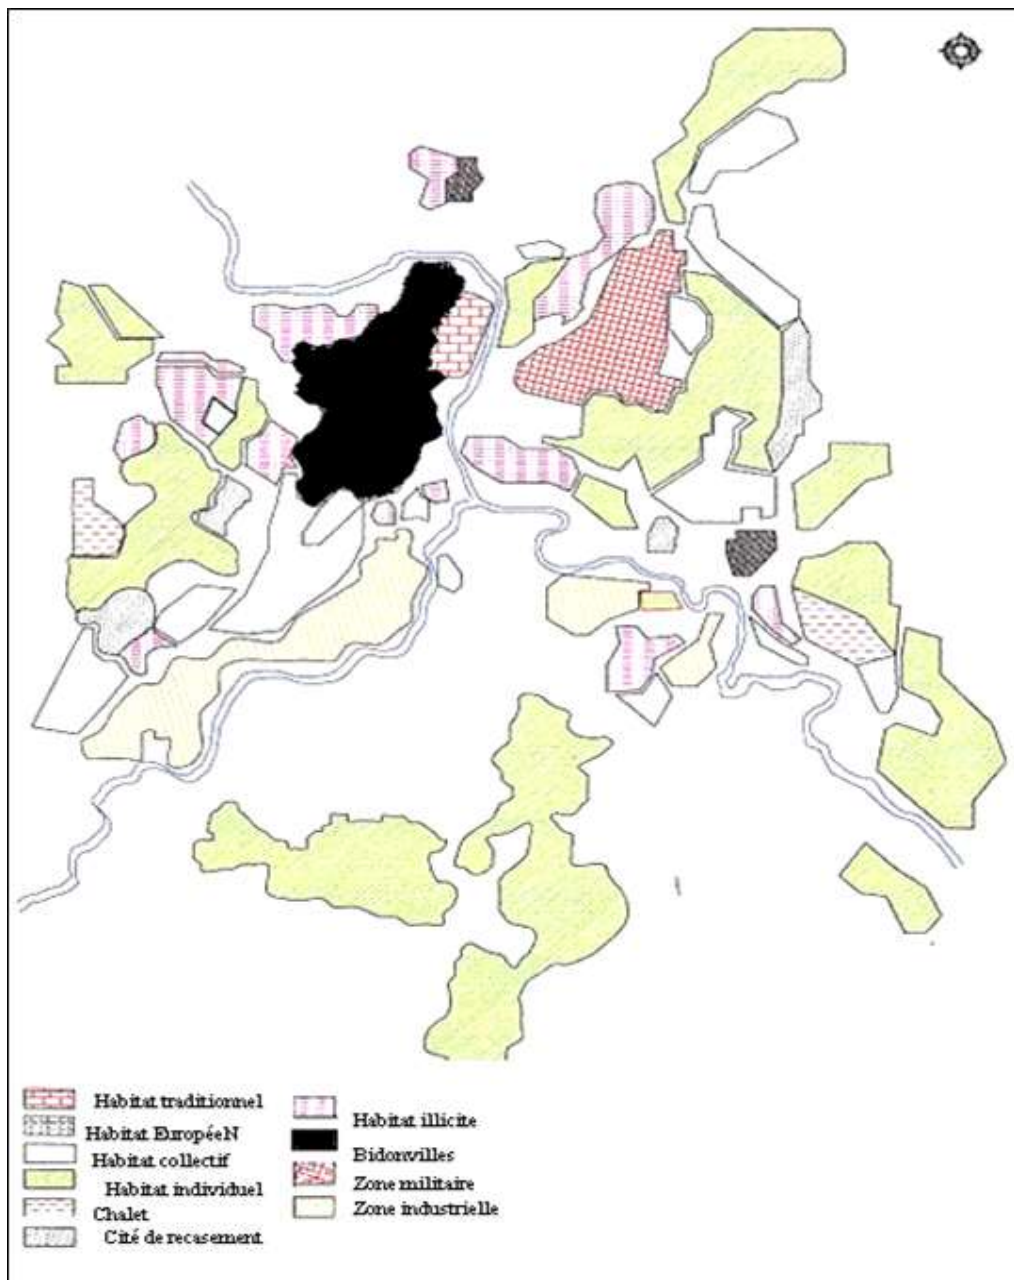 Habitat traditionnel
Habitat EuropéeN
Habitat collectif
Habitat individuel
Chalet
Cité de recasement
Habitat illicite
Bidonvilles
Zone militaire
Zone industrielle